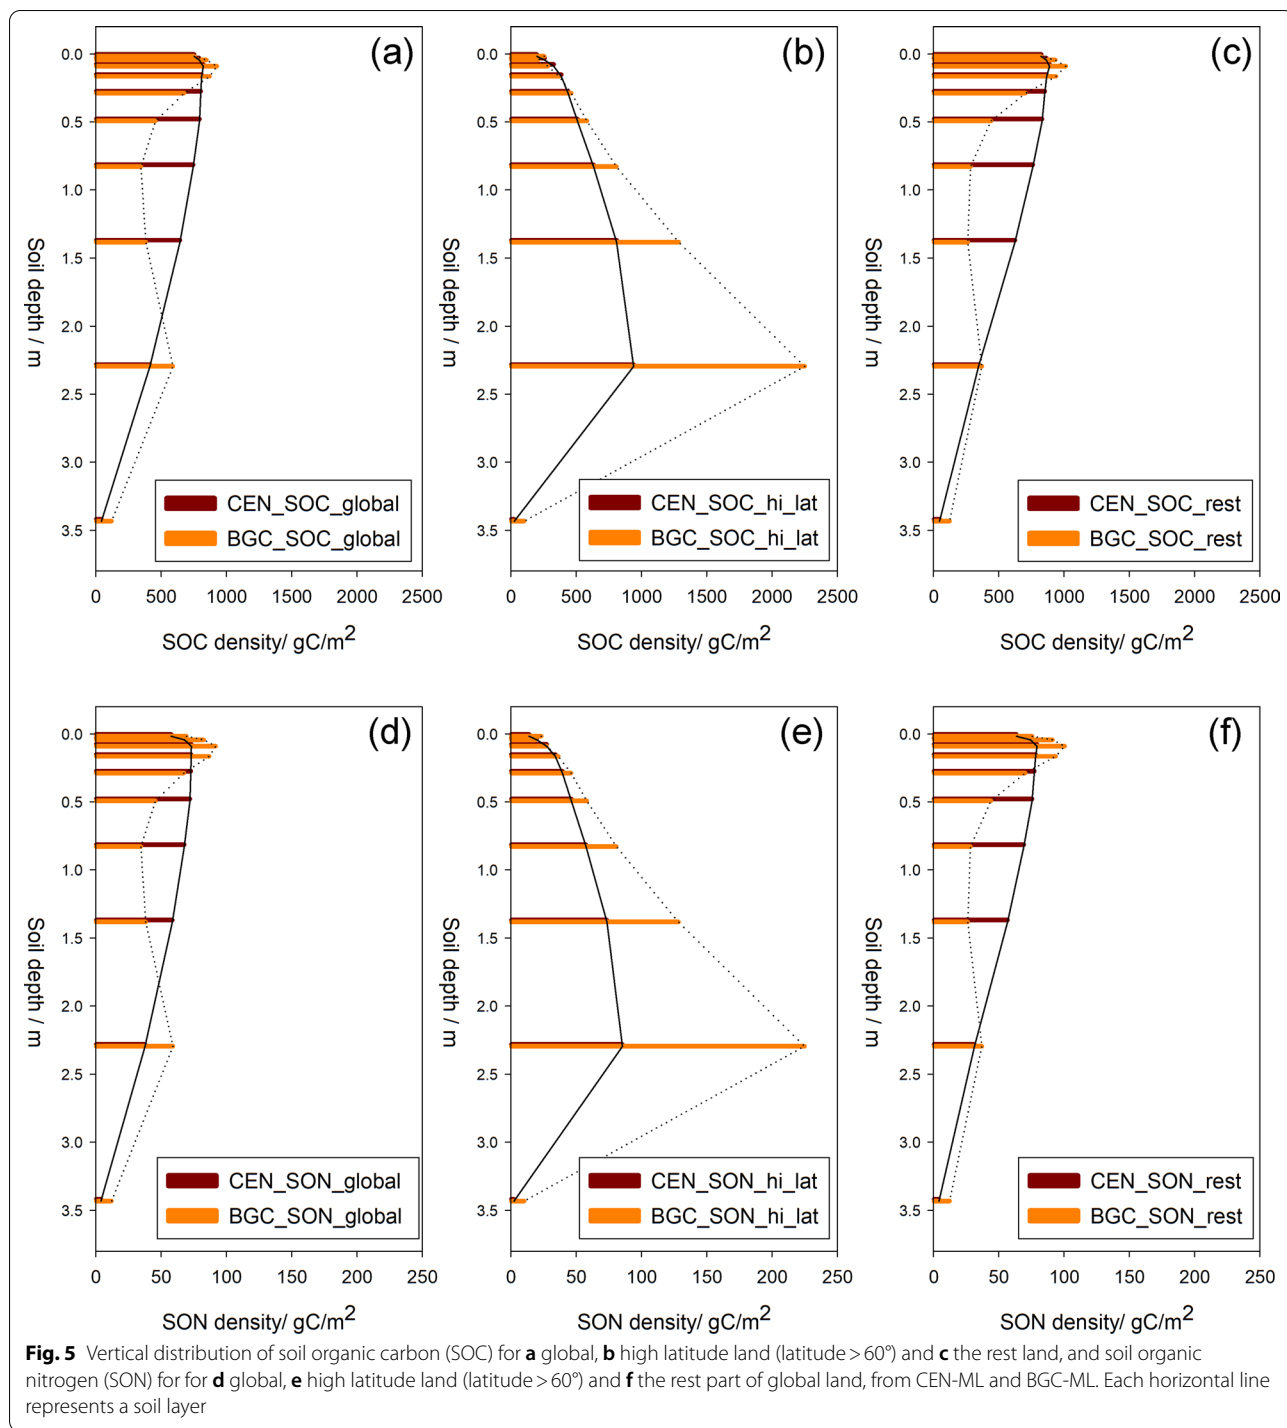 (a)
0.0
0.5
1.0
1.5
2.0
2.5
3.0
3.5
Soil depth / m
CEN_SOC_global
BGC_SOC_global
0 500 1000 1500 2000 2500
SOC density/ gC/m²
(b)
0.0
0.5
1.0
1.5
2.0
2.5
3.0
3.5
Soil depth / m
CEN_SOC_hi_lat
BGC_SOC_hi_lat
0 500 1000 1500 2000 2500
SOC density/ gC/m²
(c)
0.0
0.5
1.0
1.5
2.0
2.5
3.0
3.5
Soil depth / m
CEN_SOC_rest
BGC_SOC_rest
0 500 1000 1500 2000 2500
SOC density/ gC/m²
(d)
0.0
0.5
1.0
1.5
2.0
2.5
3.0
3.5
Soil depth / m
CEN_SON_global
BGC_SON_global
0 50 100 150 200 250
SON density/ gC/m²
(e)
0.0
0.5
1.0
1.5
2.0
2.5
3.0
3.5
Soil depth / m
CEN_SON_hi_lat
BGC_SON_hi_lat
0 50 100 150 200 250
SON density/ gC/m²
(f)
0.0
0.5
1.0
1.5
2.0
2.5
3.0
3.5
Soil depth / m
CEN_SON_rest
BGC_SON_rest
0 50 100 150 200 250
SON density/ gC/m²
Fig. 5 Vertical distribution of soil organic carbon (SOC) for a global, b high latitude land (latitude > 60°) and c the rest land, and soil organic
nitrogen (SON) for for d global, e high latitude land (latitude > 60°) and f the rest part of global land, from CEN-ML and BGC-ML. Each horizontal line
represents a soil layer